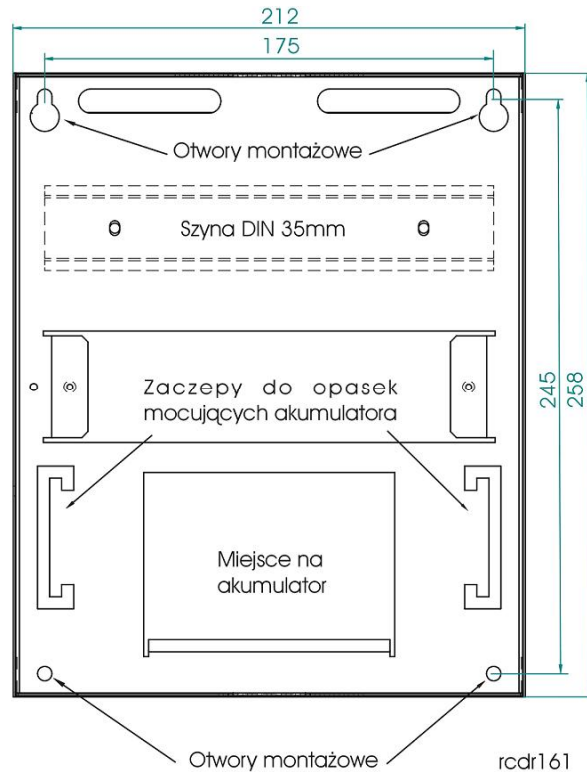 212
175
Otwory montażowe
Szyna DIN 35mm
Zaczepy do opasek
mocujących akumulatora
245
258
Miejsce na
akumulator
Otwory montażowe
rcdr161